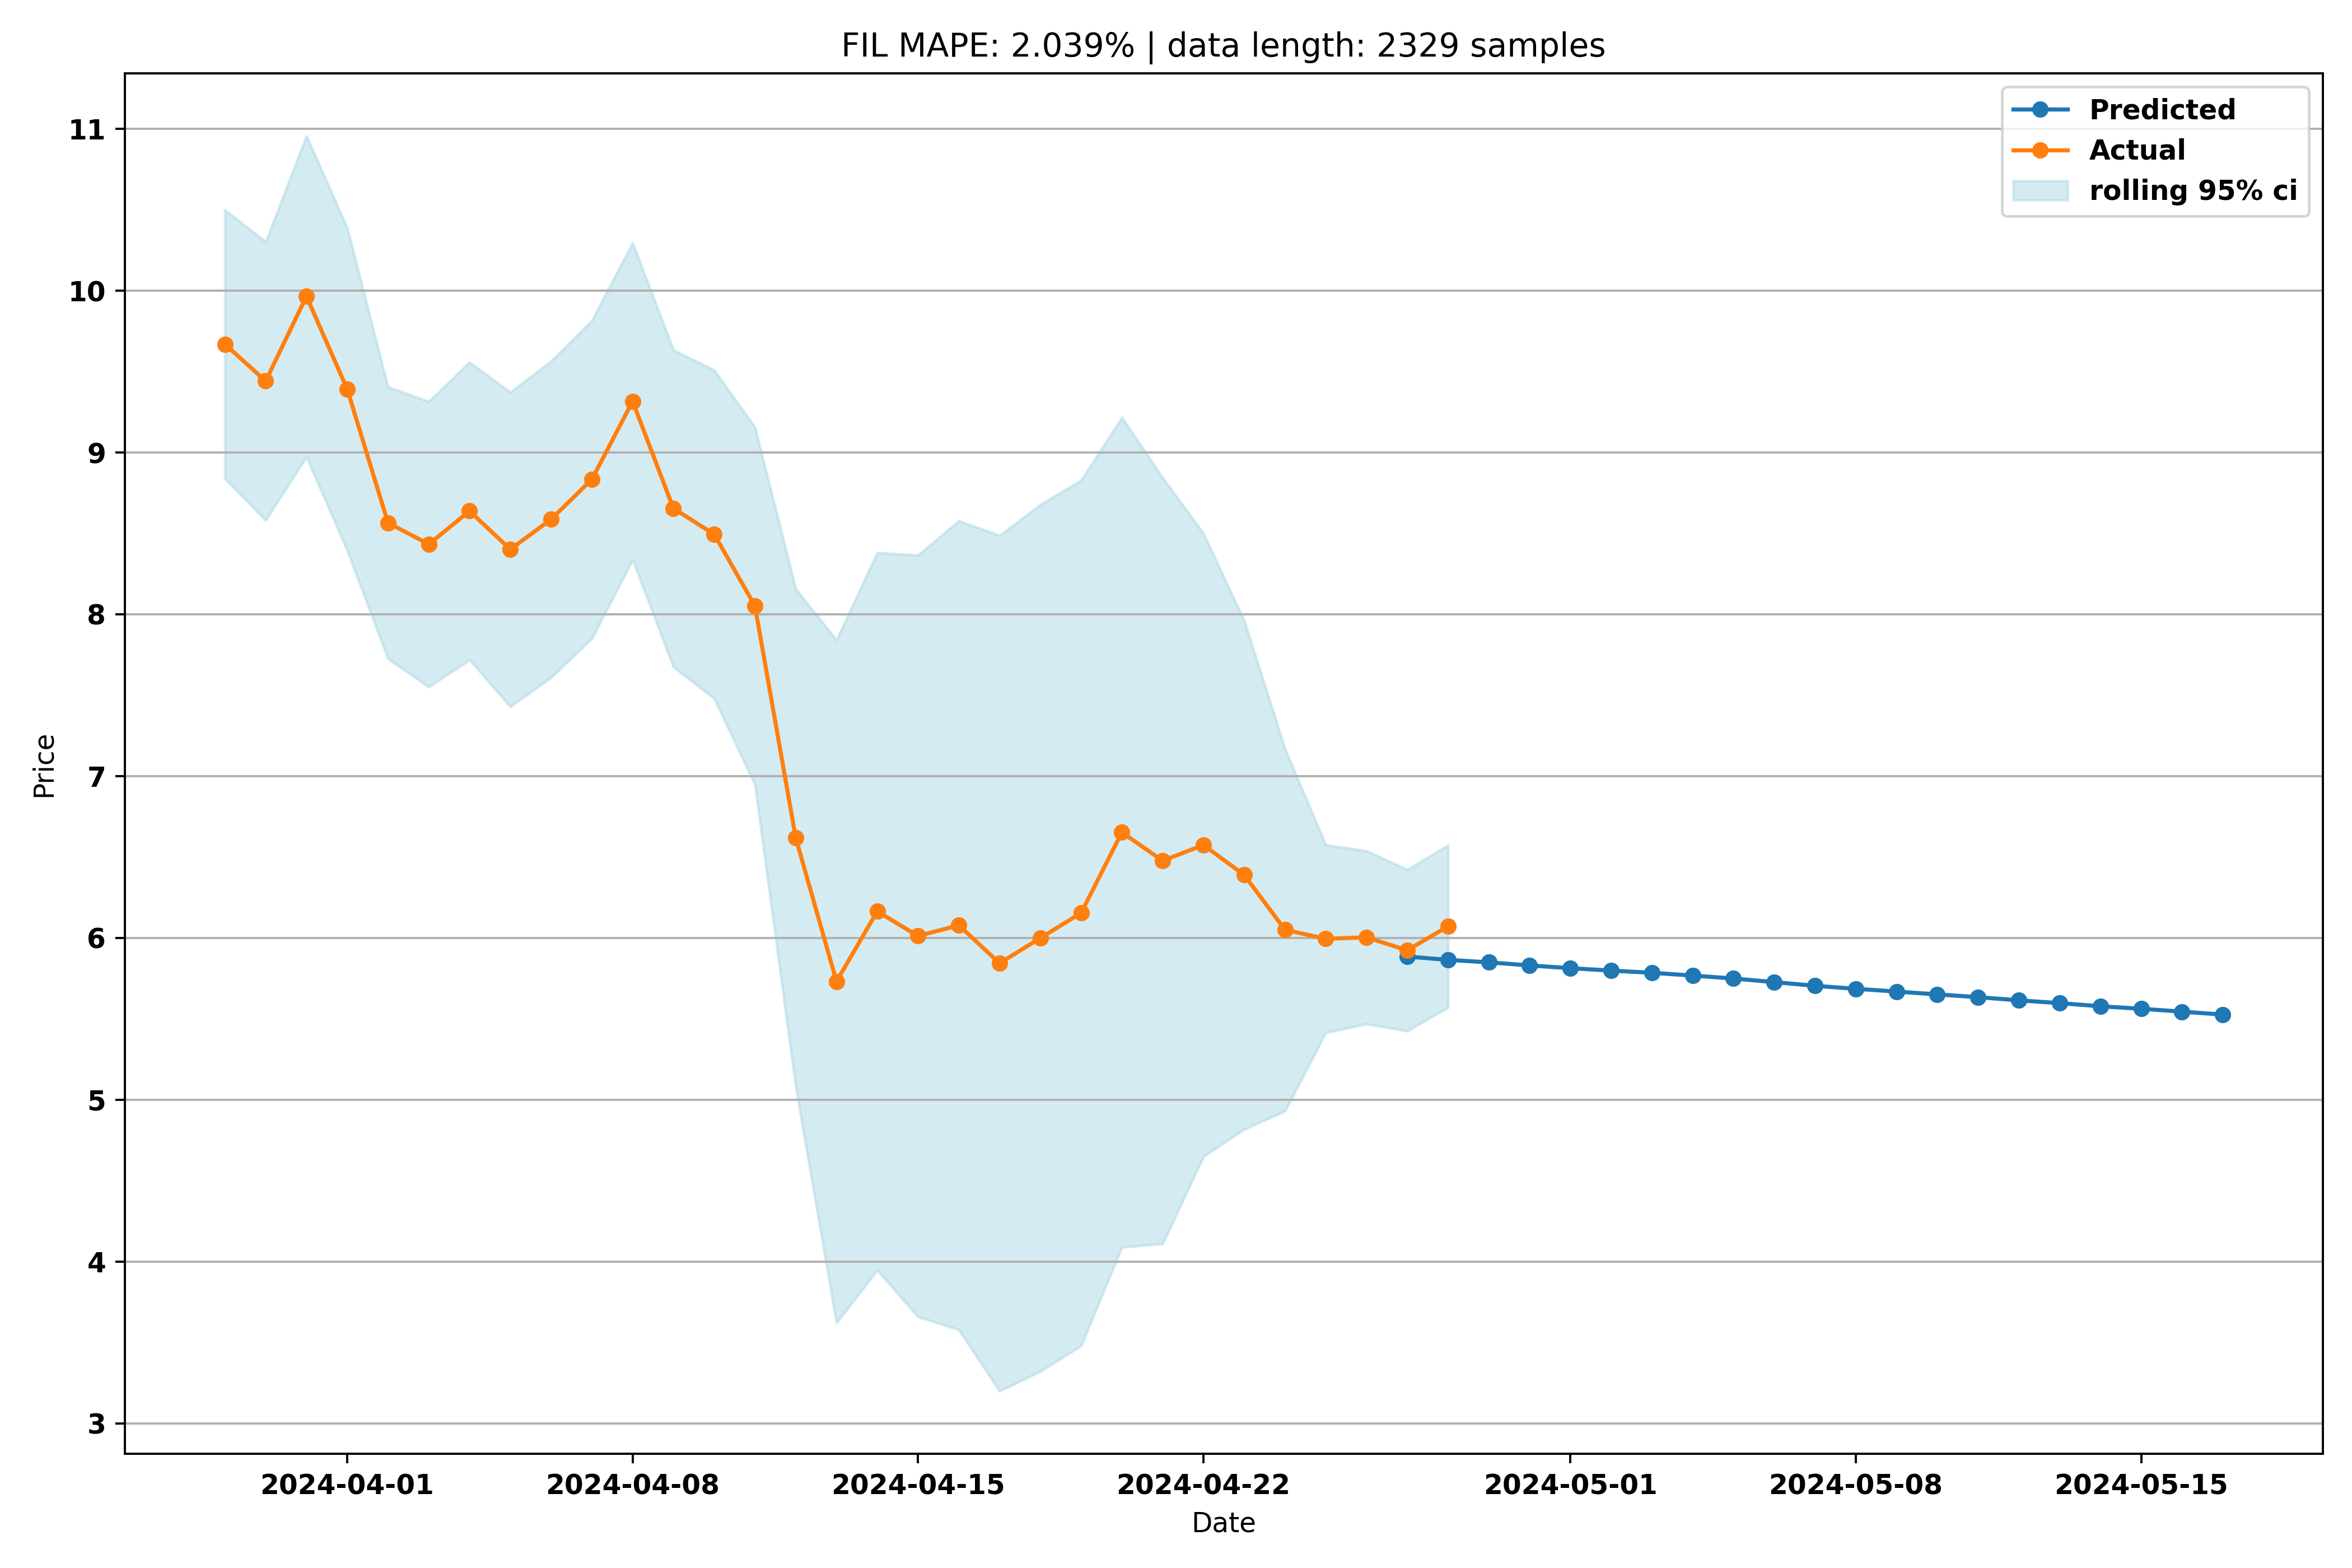 FIL MAPE: 2.039% | data length: 2329 samples
Predicted
Actual
rolling 95% ci
11
10
9
8
7
6
5
4
3
Price
2024-04-01
2024-04-08
2024-04-15
2024-04-22
2024-05-01
2024-05-08
2024-05-15
Date